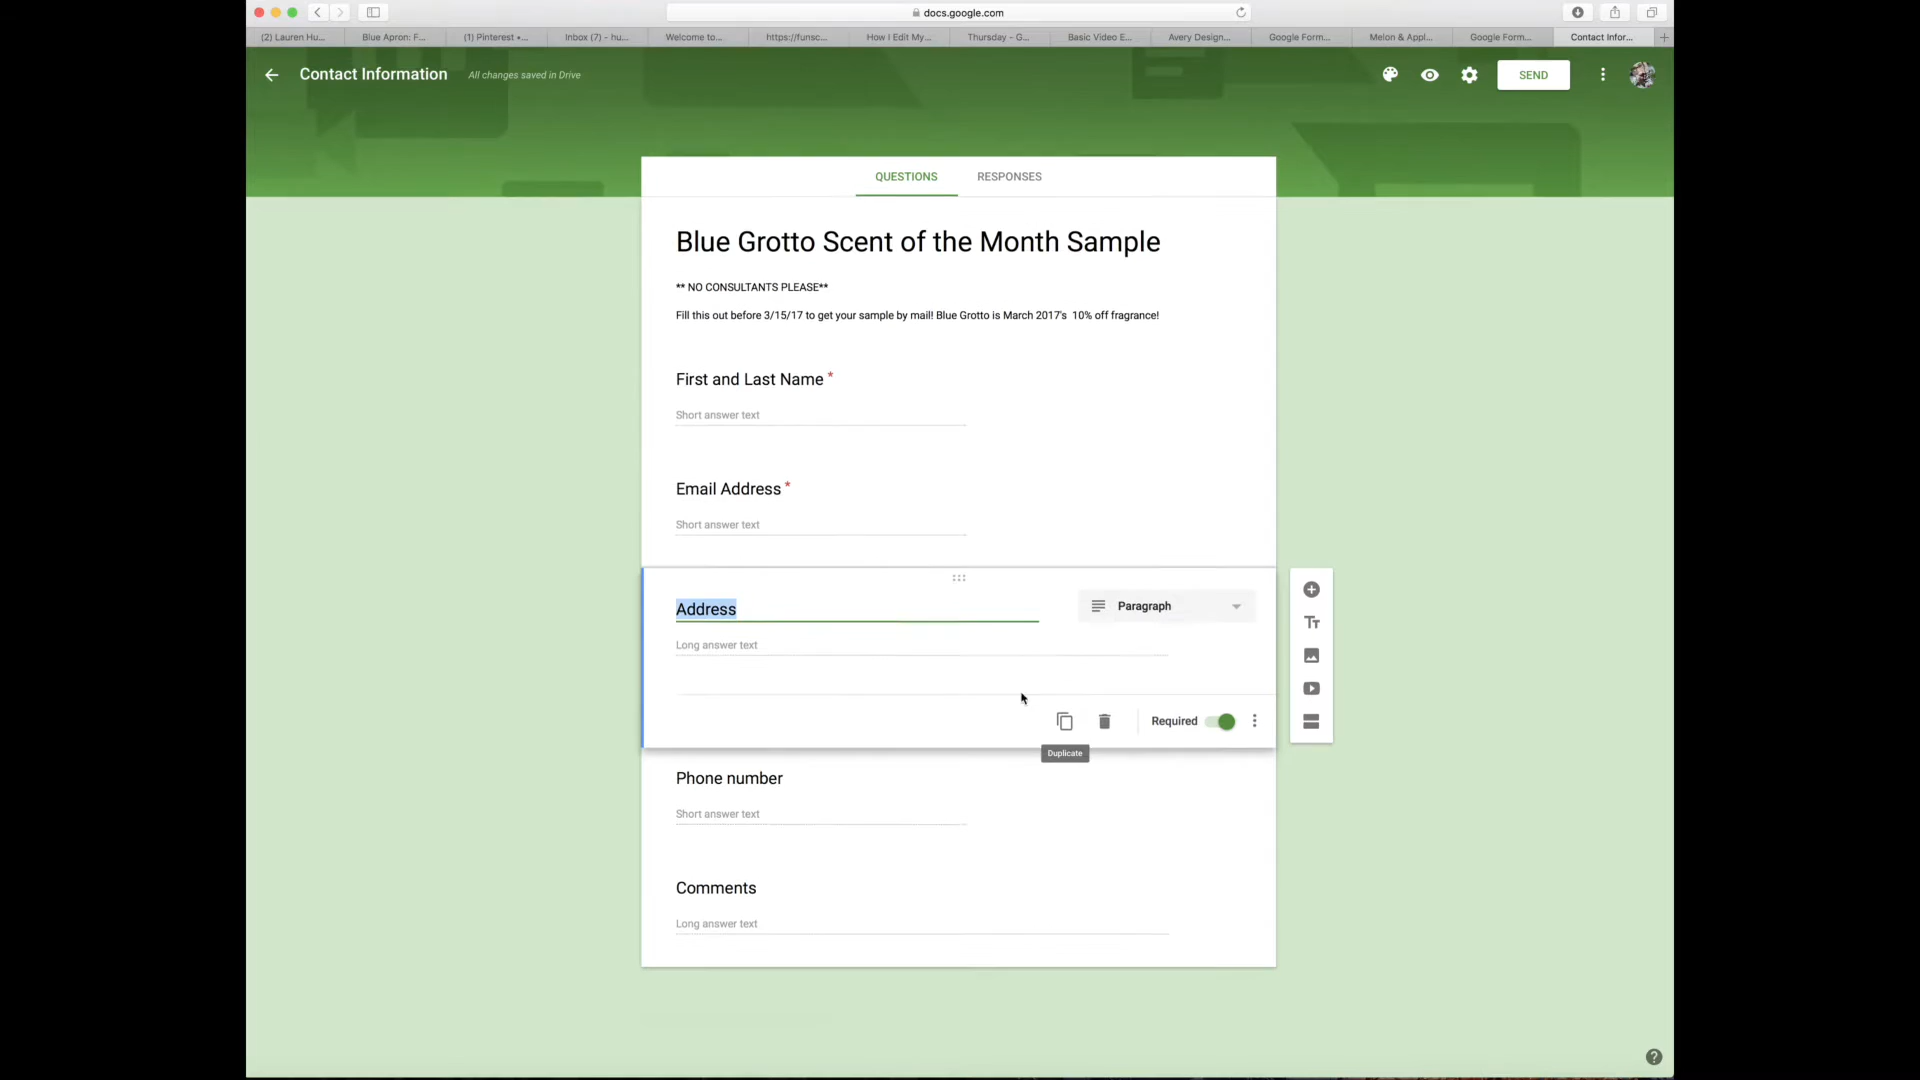 docs.google.com
(2) Lauren Hu...
Blue Apron: F...
(1) Pinterest •...
Inbox (7) - hu...
Welcome to...
https://funsc...
How I Edit My...
Thursday - G...
Basic Video E...
Avery Design...
Google Form...
Melon & Appl...
Google Form...
Contact Infor...
Contact Information
All changes saved in Drive
SEND
QUESTIONS
RESPONSES
Blue Grotto Scent of the Month Sample
** NO CONSULTANTS PLEASE**
Fill this out before 3/15/17 to get your sample by mail! Blue Grotto is March 2017's 10% off fragrance!
First and Last Name *
Short answer text
Email Address *
Short answer text
Address
Paragraph
Long answer text
Required
Duplicate
Phone number
Short answer text
Comments
Long answer text